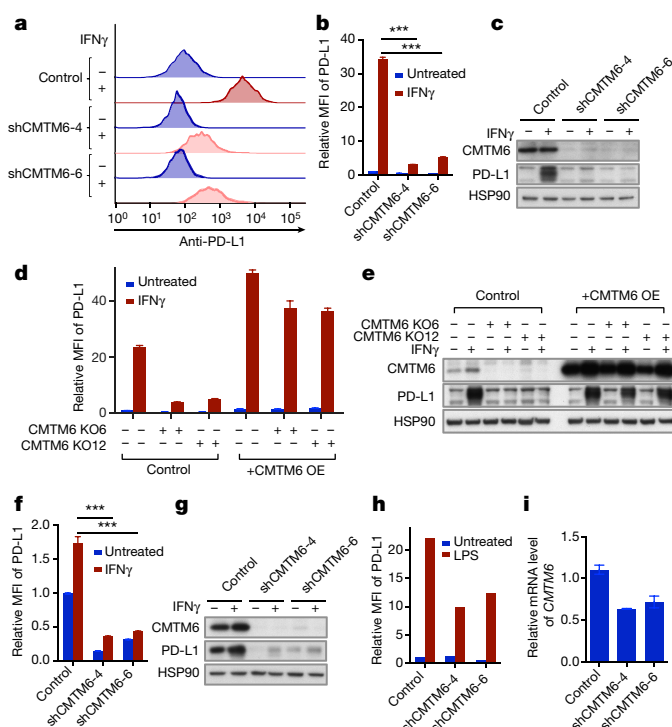 a
IFNγ
Control
−
+
shCMTM6-4
−
+
shCMTM6-6
−
+
10⁰ 10¹ 10² 10³ 10⁴ 10⁵
Anti-PD-L1
b
***
***
Untreated
IFNγ
Relative MFI of PD-L1
40
30
20
10
0
Control
shCMTM6-4
shCMTM6-6
c
Control
shCMTM6-4
shCMTM6-6
IFNγ − + − + − +
CMTM6
PD-L1
HSP90
d
Untreated
IFNγ
Relative MFI of PD-L1
40
20
0
CMTM6 KO6 − − + + − − − − + + − −
CMTM6 KO12 − − − − + + − − − − + +
Control
+CMTM6 OE
e
Control
+CMTM6 OE
CMTM6 KO6 − − + + − − − − + + − −
CMTM6 KO12 − − − − + + − − − − + +
IFNγ − + − + − + − + − + − +
CMTM6
PD-L1
HSP90
f
***
***
Untreated
IFNγ
Relative MFI of PD-L1
2.0
1.5
1.0
0.5
0.0
Control
shCMTM6-4
shCMTM6-6
g
Control
shCMTM6-4
shCMTM6-6
IFNγ − + − + − +
CMTM6
PD-L1
HSP90
h
Untreated
LPS
Relative MFI of PD-L1
25
20
15
10
5
0
Control
shCMTM6-4
shCMTM6-6
i
Relative mRNA level
of CMTM6
1.5
1.0
0.5
0
Control
shCMTM6-4
shCMTM6-6